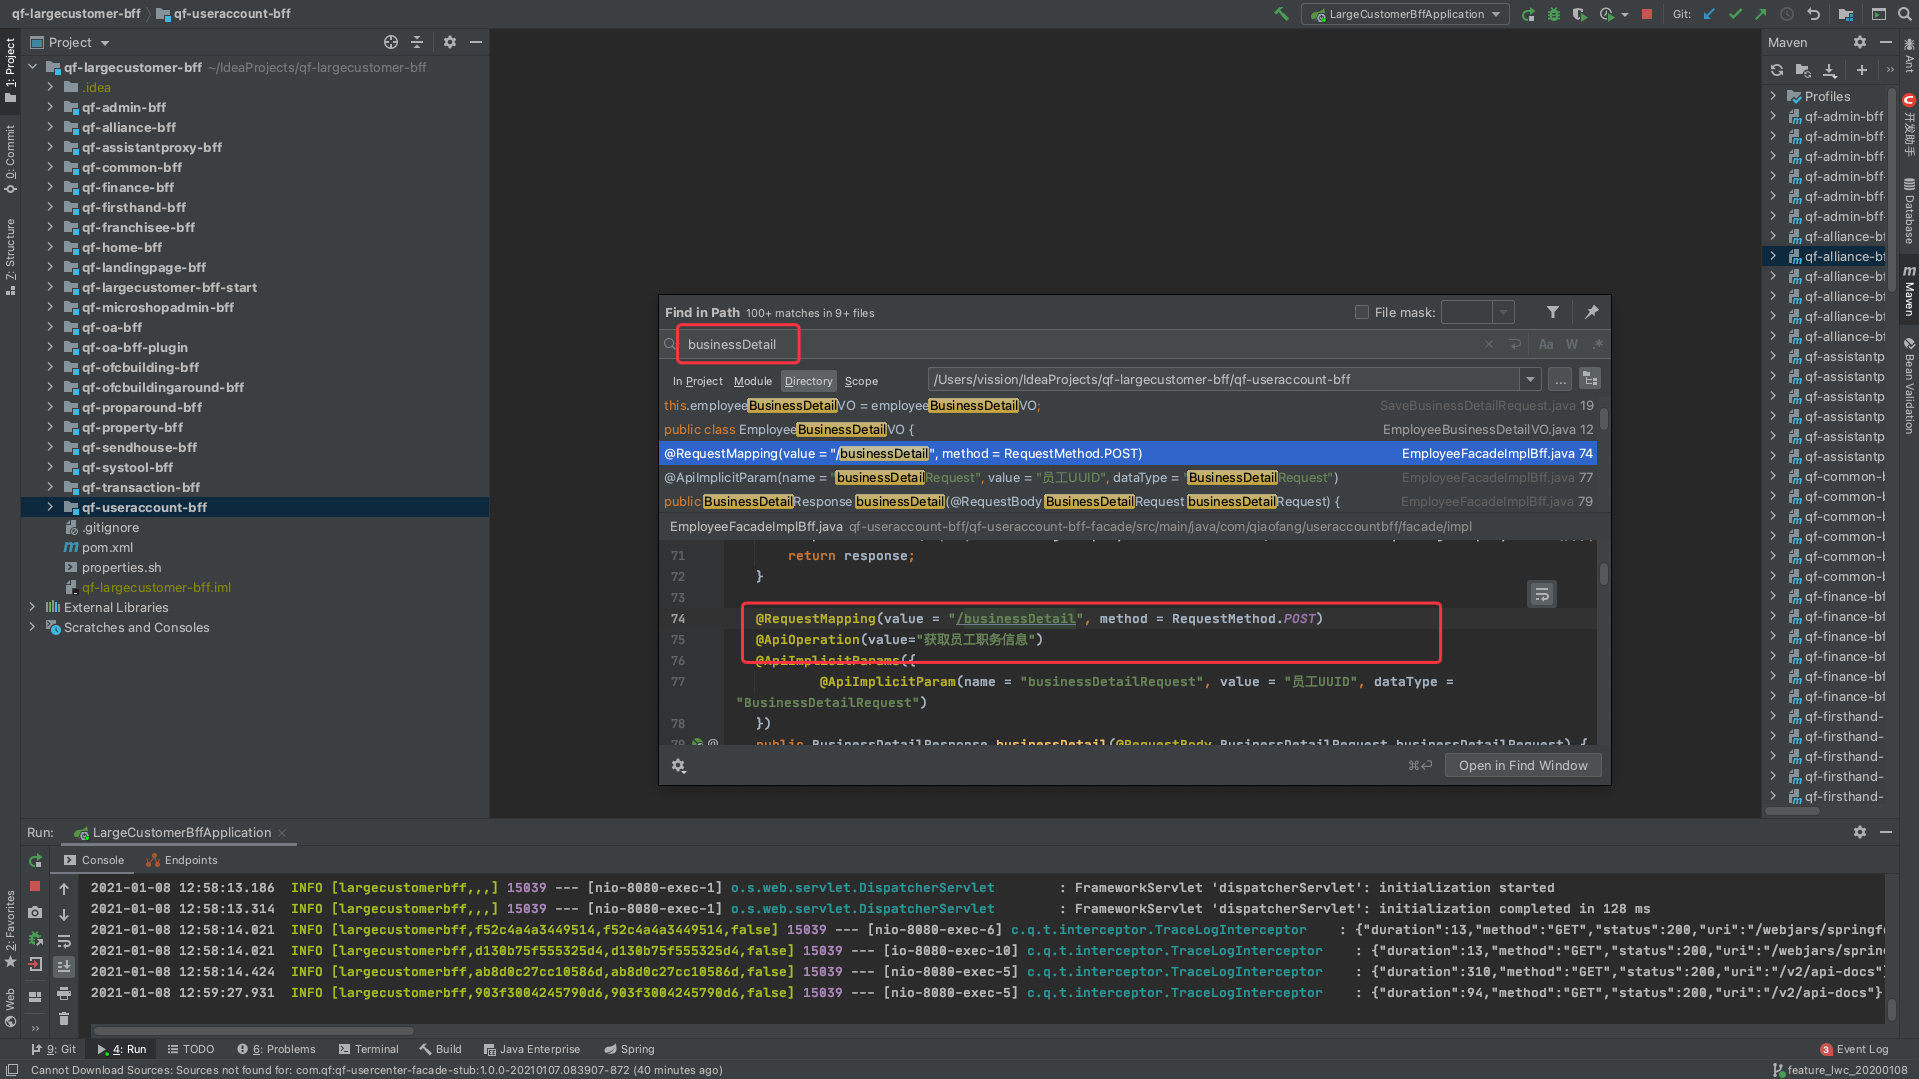 qf-largecustomer-bff
qf-useraccount-bff
LargeCustomerBffApplication
Git:
Project
1: Project
0: Commit
7: Structure
qf-largecustomer-bff ~/IdeaProjects/qf-largecustomer-bff
.idea
qf-admin-bff
qf-alliance-bff
qf-assistantproxy-bff
qf-common-bff
qf-finance-bff
qf-firsthand-bff
qf-franchisee-bff
qf-home-bff
qf-landingpage-bff
qf-largecustomer-bff-start
qf-microshopadmin-bff
qf-oa-bff
qf-oa-bff-plugin
qf-ofcbuilding-bff
qf-ofcbuildingaround-bff
qf-proparound-bff
qf-property-bff
qf-sendhouse-bff
qf-systool-bff
qf-transaction-bff
qf-useraccount-bff
.gitignore
pom.xml
properties.sh
qf-largecustomer-bff.iml
External Libraries
Scratches and Consoles
Find in Path 100+ matches in 9+ files
File mask:
businessDetail
Aa W .*
In Project Module Directory Scope
/Users/vission/IdeaProjects/qf-largecustomer-bff/qf-useraccount-bff
...
this.employeeBusinessDetailVO = employeeBusinessDetailVO; SaveBusinessDetailRequest.java 19
public class EmployeeBusinessDetailVO { EmployeeBusinessDetailVO.java 12
@RequestMapping(value = "/businessDetail", method = RequestMethod.POST) EmployeeFacadeImplBff.java 74
@ApiImplicitParam(name = "businessDetailRequest", value = "员工UUID", dataType = "BusinessDetailRequest") EmployeeFacadeImplBff.java 77
public BusinessDetailResponse businessDetail(@RequestBody BusinessDetailRequest businessDetailRequest) { EmployeeFacadeImplBff.java 79
EmployeeFacadeImplBff.java qf-useraccount-bff/qf-useraccount-bff-facade/src/main/java/com/qiaofang/useraccountbff/facade/impl
71 return response;
72 }
73
74 @RequestMapping(value = "/businessDetail", method = RequestMethod.POST)
75 @ApiOperation(value="获取员工职务信息")
76 @ApiImplicitParams({
77 @ApiImplicitParam(name = "businessDetailRequest", value = "员工UUID", dataType =
"BusinessDetailRequest")
78 })
79 public BusinessDetailResponse businessDetail(@RequestBody BusinessDetailRequest businessDetailRequest) {
⌘⏎ Open in Find Window
Maven
Profiles
qf-admin-bff
qf-admin-bff-
qf-admin-bff-
qf-admin-bff-
qf-admin-bff-
qf-admin-bff-
qf-alliance-bf
qf-alliance-bf
qf-alliance-bf
qf-alliance-bf
qf-alliance-bf
qf-alliance-bf
qf-assistantp
qf-assistantp
qf-assistantp
qf-assistantp
qf-assistantp
qf-assistantp
qf-common-b
qf-common-b
qf-common-b
qf-common-b
qf-common-b
qf-common-b
qf-finance-bf
qf-finance-bf
qf-finance-bf
qf-finance-bf
qf-finance-bf
qf-finance-bf
qf-firsthand-
qf-firsthand-
qf-firsthand-
qf-firsthand-
qf-firsthand-
Ant
开发助手
Database
Maven
Bean Validation
Run: LargeCustomerBffApplication
Console Endpoints
2021-01-08 12:58:13.186 INFO [largecustomerbff,,,] 15039 --- [nio-8080-exec-1] o.s.web.servlet.DispatcherServlet : FrameworkServlet 'dispatcherServlet': initialization started
2021-01-08 12:58:13.314 INFO [largecustomerbff,,,] 15039 --- [nio-8080-exec-1] o.s.web.servlet.DispatcherServlet : FrameworkServlet 'dispatcherServlet': initialization completed in 128 ms
2021-01-08 12:58:14.021 INFO [largecustomerbff,f52c4a4a3449514,f52c4a4a3449514,false] 15039 --- [nio-8080-exec-6] c.q.t.interceptor.TraceLogInterceptor : {"duration":13,"method":"GET","status":200,"uri":"/webjars/springfo
2021-01-08 12:58:14.021 INFO [largecustomerbff,d130b75f555325d4,d130b75f555325d4,false] 15039 --- [io-8080-exec-10] c.q.t.interceptor.TraceLogInterceptor : {"duration":13,"method":"GET","status":200,"uri":"/webjars/spring
2021-01-08 12:58:14.424 INFO [largecustomerbff,ab8d0c27cc10586d,ab8d0c27cc10586d,false] 15039 --- [nio-8080-exec-5] c.q.t.interceptor.TraceLogInterceptor : {"duration":310,"method":"GET","status":200,"uri":"/v2/api-docs"}
2021-01-08 12:59:27.931 INFO [largecustomerbff,903f3004245790d6,903f3004245790d6,false] 15039 --- [nio-8080-exec-5] c.q.t.interceptor.TraceLogInterceptor : {"duration":94,"method":"GET","status":200,"uri":"/v2/api-docs"}
2: Favorites
Web
9: Git 4: Run TODO 6: Problems Terminal Build Java Enterprise Spring
3 Event Log
Cannot Download Sources: Sources not found for: com.qf:qf-usercenter-facade-stub:1.0.0-20210107.083907-872 (40 minutes ago)
feature_lwc_20200108